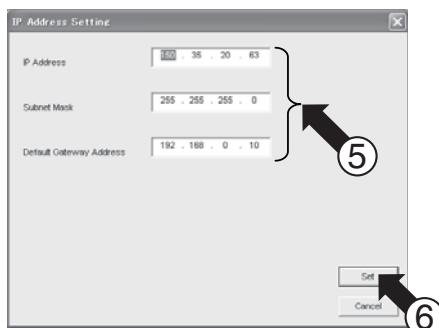 IP Address Setting
IP Address 150 . 35 . 20 . 63
Subnet Mask 255 . 255 . 255 . 0
Default Gateway Address 192 . 168 . 0 . 10
5
Set
Cancel
6